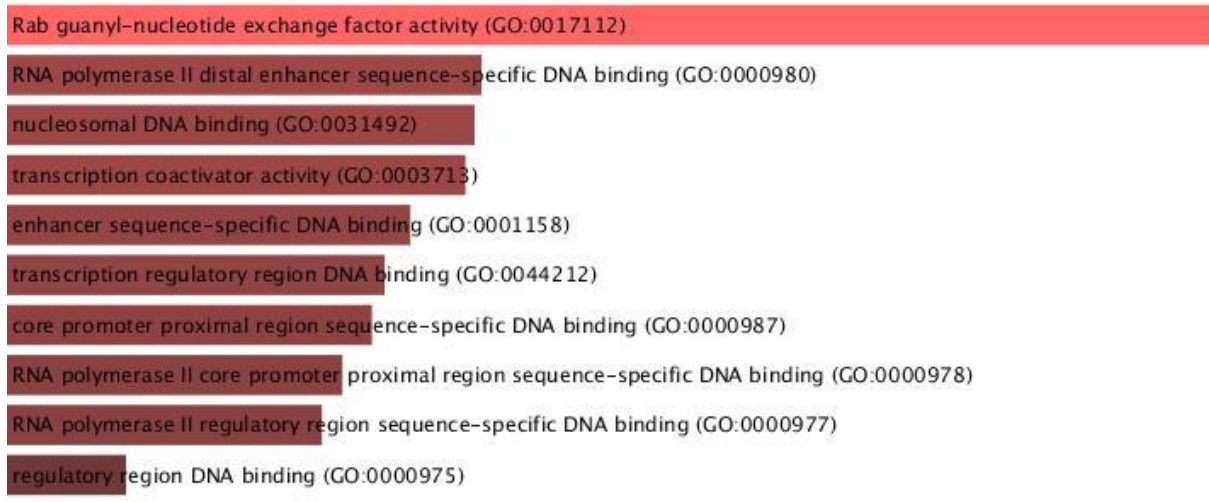 Rab guanyl-nucleotide exchange factor activity (GO:0017112)
RNA polymerase II distal enhancer sequence-specific DNA binding (GO:0000980)
nucleosomal DNA binding (GO:0031492)
transcription coactivator activity (GO:0003713)
enhancer sequence-specific DNA binding (GO:0001158)
transcription regulatory region DNA binding (GO:0044212)
core promoter proximal region sequence-specific DNA binding (GO:0000987)
RNA polymerase II core promoter proximal region sequence-specific DNA binding (GO:0000978)
RNA polymerase II regulatory region sequence-specific DNA binding (GO:0000977)
regulatory region DNA binding (GO:0000975)